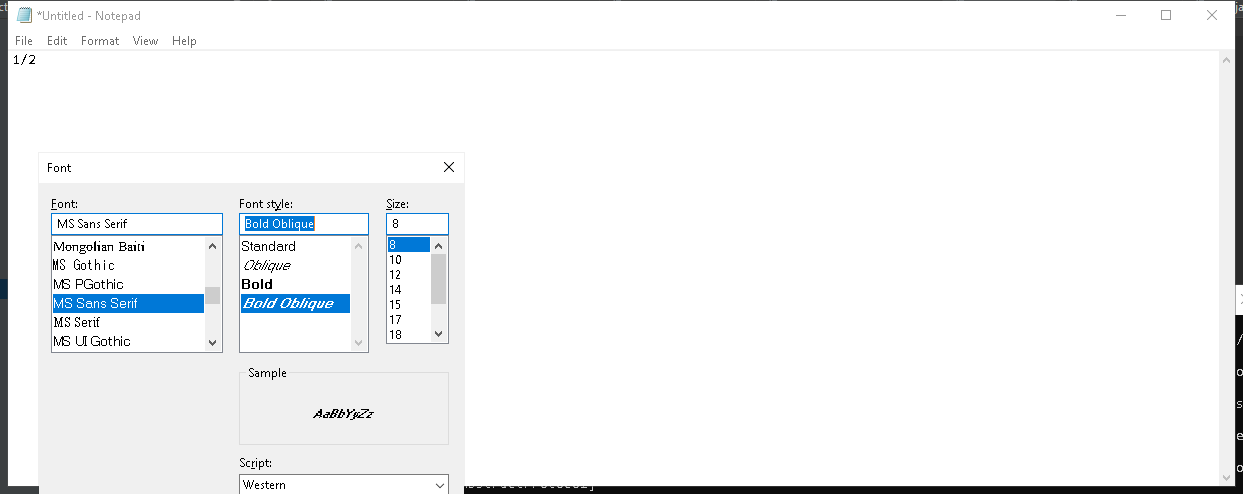 *Untitled - Notepad
File Edit Format View Help
1/2
Font
Font: Font style: Size:
MS Sans Serif Bold Oblique 8
Mongolian Baiti
MS Gothic
MS PGothic
MS Sans Serif
MS Serif
MS UI Gothic
Standard
Oblique
Bold
Bold Oblique
8
10
12
14
15
17
18
Sample
AaBbYyZz
Script:
Western